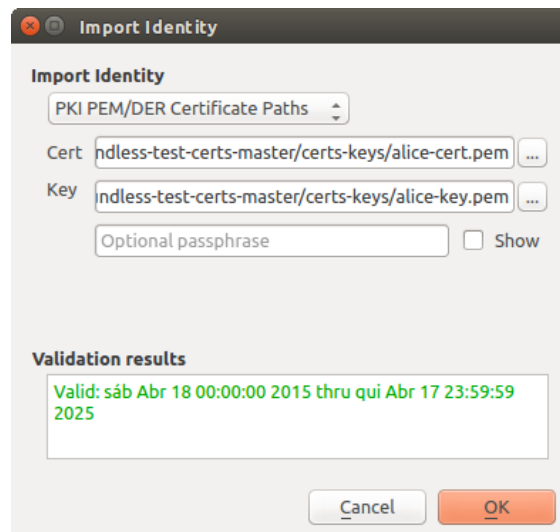 Import Identity
Import Identity
PKI PEM/DER Certificate Paths
Cert ndless-test-certs-master/certs-keys/alice-cert.pem ...
Key undless-test-certs-master/certs-keys/alice-key.pem ...
Optional passphrase Show
Validation results
Valid: sáb Abr 18 00:00:00 2015 thru qui Abr 17 23:59:59
2025
Cancel OK